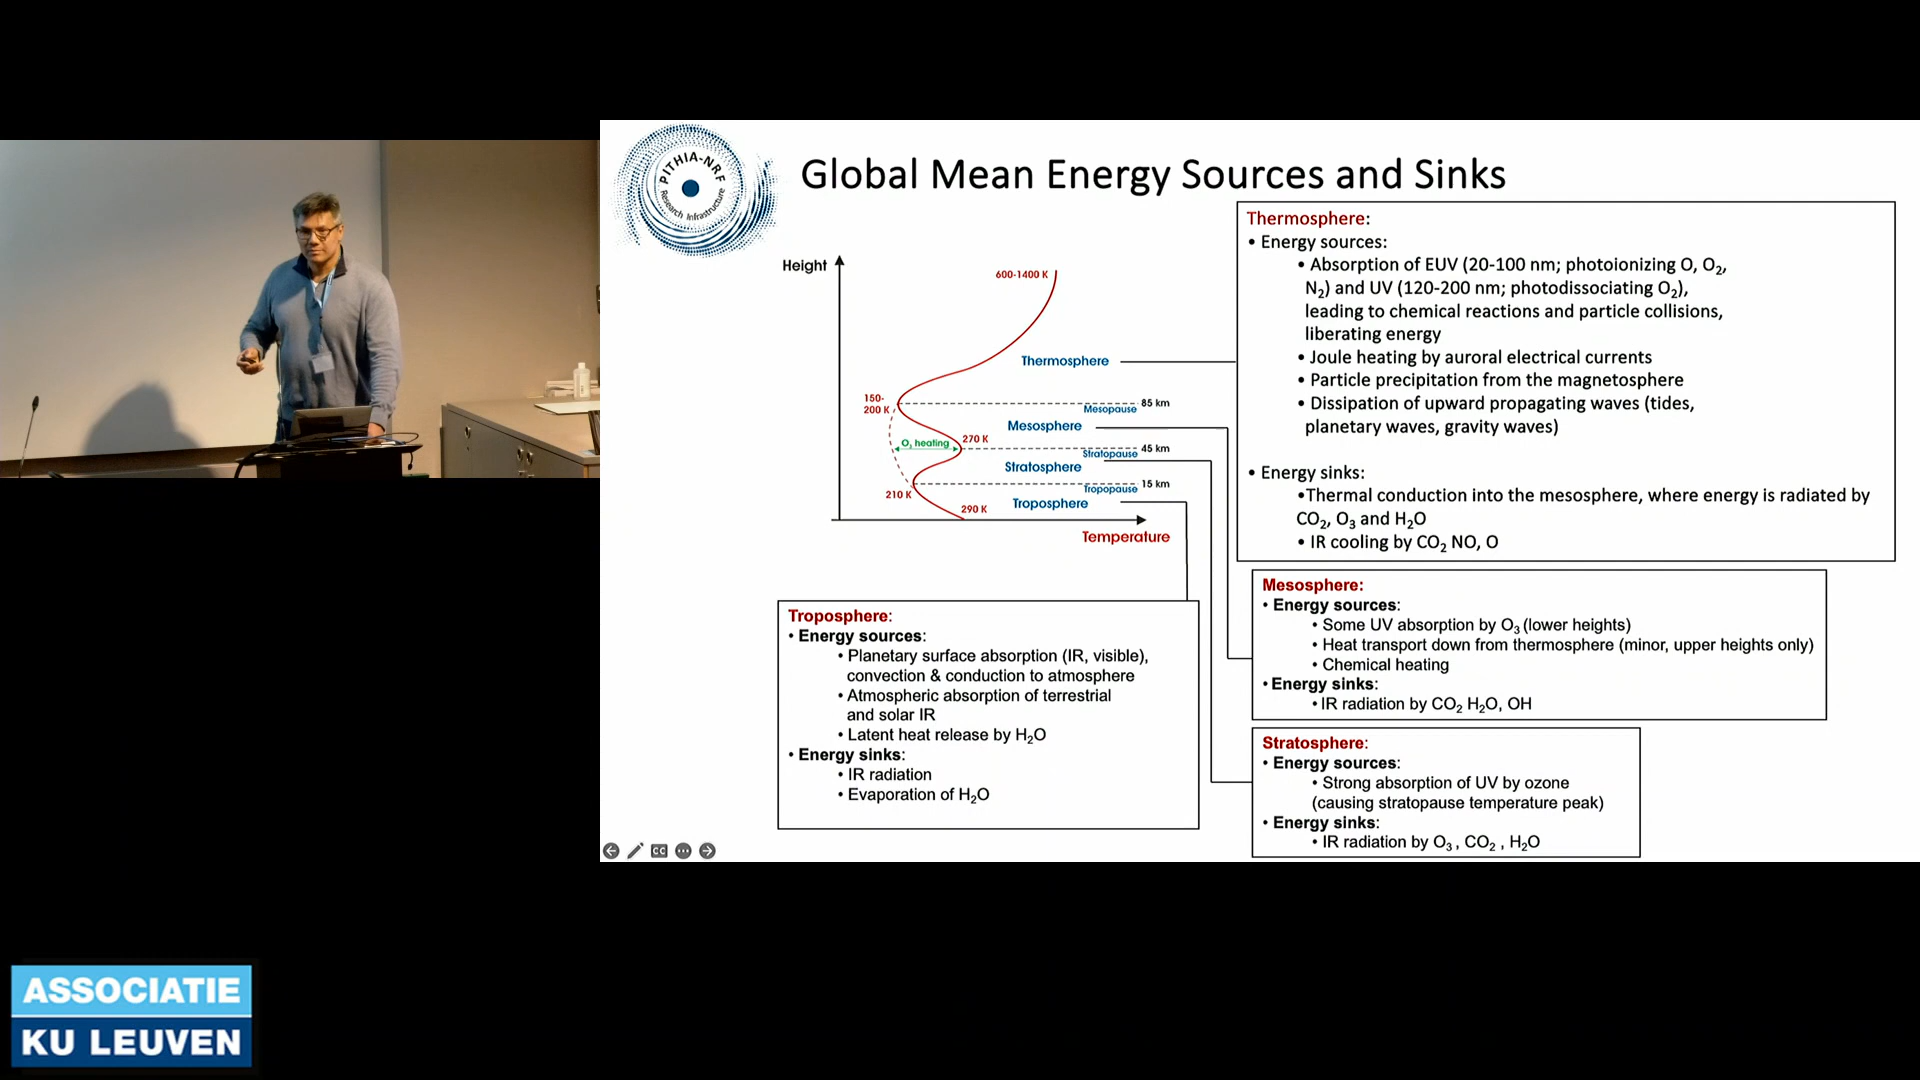 PITHIA-NRF
Research Infrastructure
Global Mean Energy Sources and Sinks
Height
600-1400 K
Thermosphere
150-
200 K
Mesopause
85 km
Mesosphere
O3 heating
270 K
Stratopause
45 km
Stratosphere
210 K
Tropopause
15 km
Troposphere
290 K
Temperature
Thermosphere:
• Energy sources:
• Absorption of EUV (20-100 nm; photoionizing O, O2,
N2) and UV (120-200 nm; photodissociating O2),
leading to chemical reactions and particle collisions,
liberating energy
• Joule heating by auroral electrical currents
• Particle precipitation from the magnetosphere
• Dissipation of upward propagating waves (tides,
planetary waves, gravity waves)
• Energy sinks:
•Thermal conduction into the mesosphere, where energy is radiated by
CO2, O3 and H2O
• IR cooling by CO2 NO, O
Mesosphere:
• Energy sources:
• Some UV absorption by O3 (lower heights)
• Heat transport down from thermosphere (minor, upper heights only)
• Chemical heating
• Energy sinks:
• IR radiation by CO2 H2O, OH
Stratosphere:
• Energy sources:
• Strong absorption of UV by ozone
(causing stratopause temperature peak)
• Energy sinks:
• IR radiation by O3 , CO2 , H2O
Troposphere:
• Energy sources:
• Planetary surface absorption (IR, visible),
convection & conduction to atmosphere
• Atmospheric absorption of terrestrial
and solar IR
• Latent heat release by H2O
• Energy sinks:
• IR radiation
• Evaporation of H2O
CC
ASSOCIATIE
KU LEUVEN